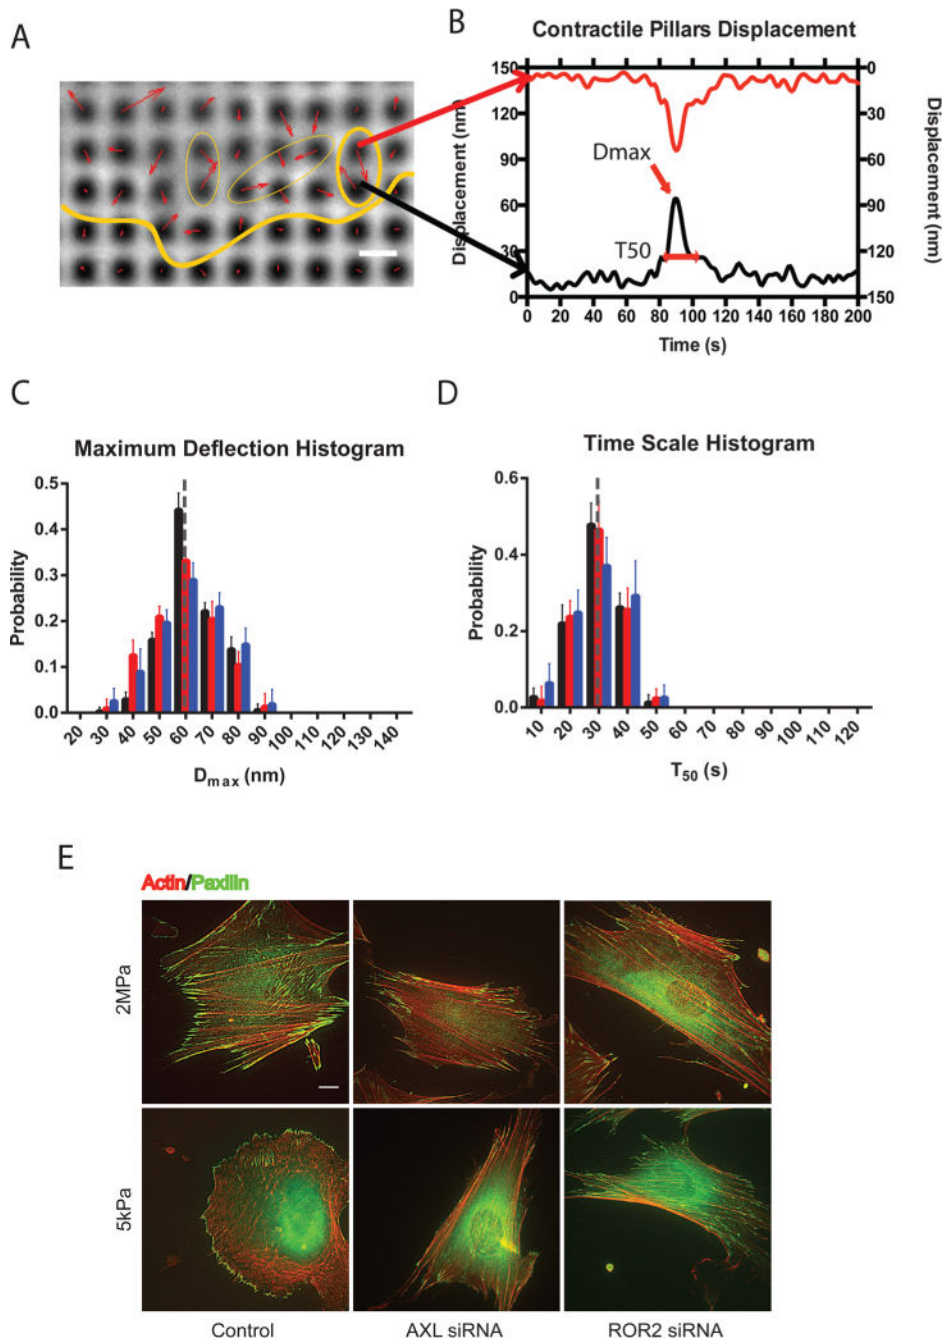 A
B
Contractile Pillars Displacement
Displacement (nm)
150
120
90
60
30
0
0
30
60
90
120
150
Displacement (nm)
Dmax
T50
0 20 40 60 80 100 120 140 160 180 200
Time (s)
C
Maximum Deflection Histogram
Probability
0.5
0.4
0.3
0.2
0.1
0.0
20 30 40 50 60 70 80 90 100 110 120 130 140
Dmax (nm)
D
Time Scale Histogram
Probability
0.6
0.4
0.2
0.0
10 20 30 40 50 60 70 80 90 100 110 120
T50 (s)
E
Actin/Paxilin
2MPa
5kPa
Control
AXL siRNA
ROR2 siRNA